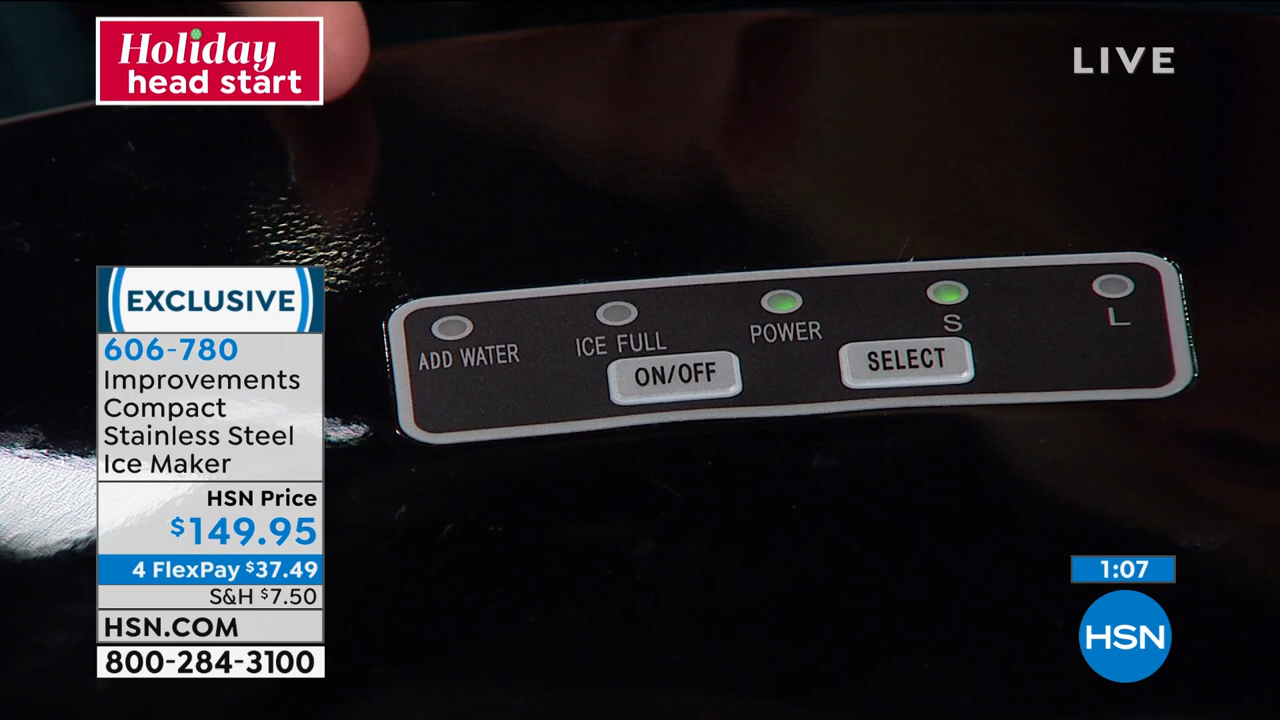 Holiday
head start
LIVE
EXCLUSIVE
606-780
Improvements
Compact
Stainless Steel
Ice Maker
HSN Price
$149.95
4 FlexPay $37.49
S&H $7.50
HSN.COM
800-284-3100
ADD WATER
ICE FULL
POWER
S
L
ON/OFF
SELECT
1:07
HSN